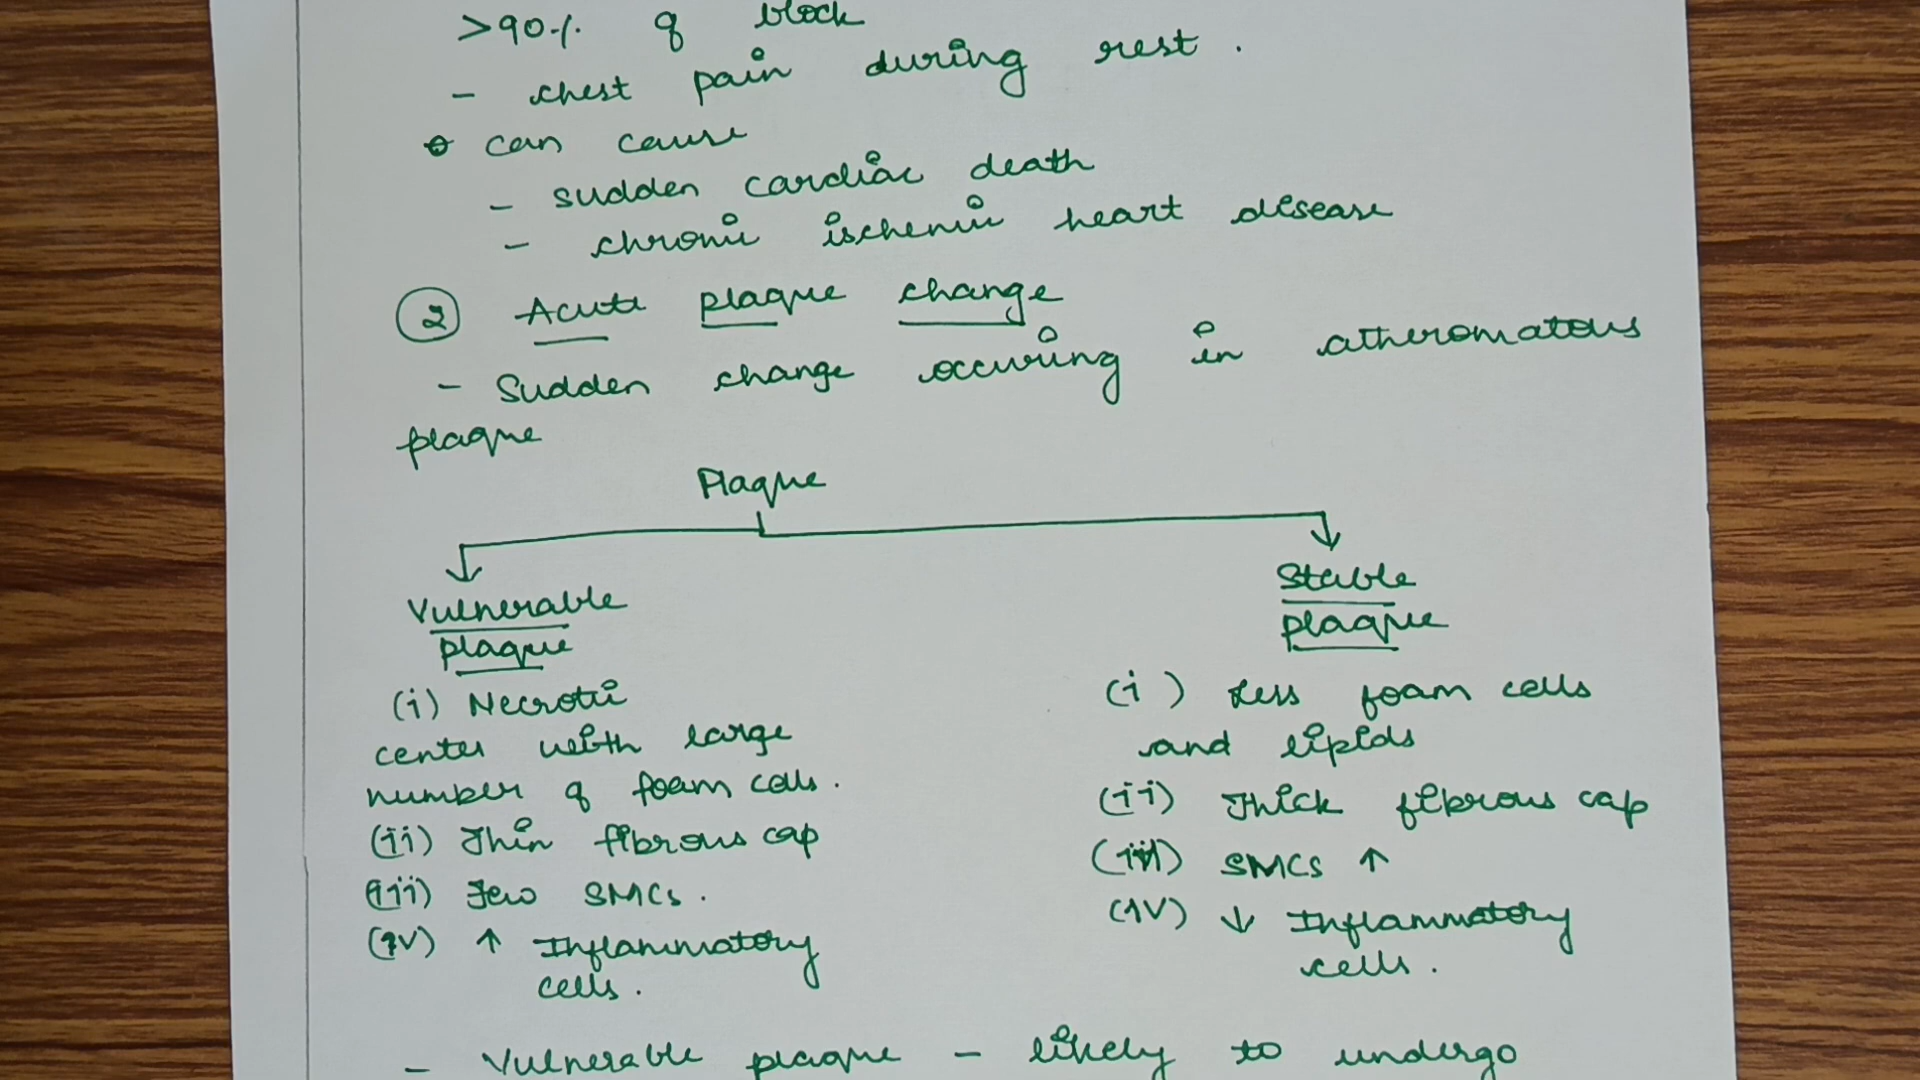 >90% of block
- chest pain during rest.
can cause
- sudden cardiac death
- chronic ischemic heart disease
② Acute plaque change
- Sudden change occuring in atheromatous
plaque
Plaque
Vulnerable
plaque
Stable
plaque
(i) Necrotic
center with large
number of foam cells.
(ii) Thin fibrous cap
(iii) Few SMCs.
(iv) ↑ Inflammatory
cells.
(i) Less foam cells
and lipids
(ii) Thick fibrous cap
(iii) SMCs ↑
(iv) ↓ Inflammatory
cells.
- Vulnerable plaque - likely to undergo